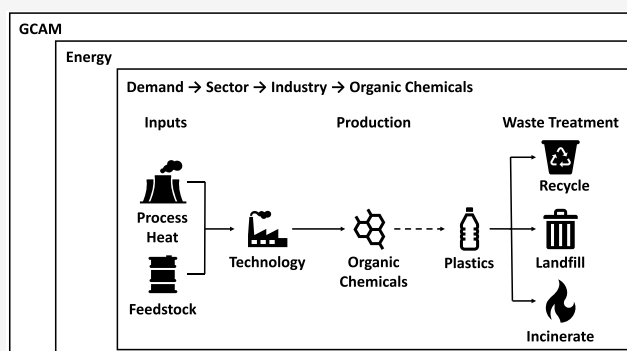 GCAM
Energy
Demand → Sector → Industry → Organic Chemicals
Inputs
Production
Waste Treatment
Recycle
Process
Heat
Technology
Organic
Chemicals
Plastics
Landfill
Feedstock
Incinerate